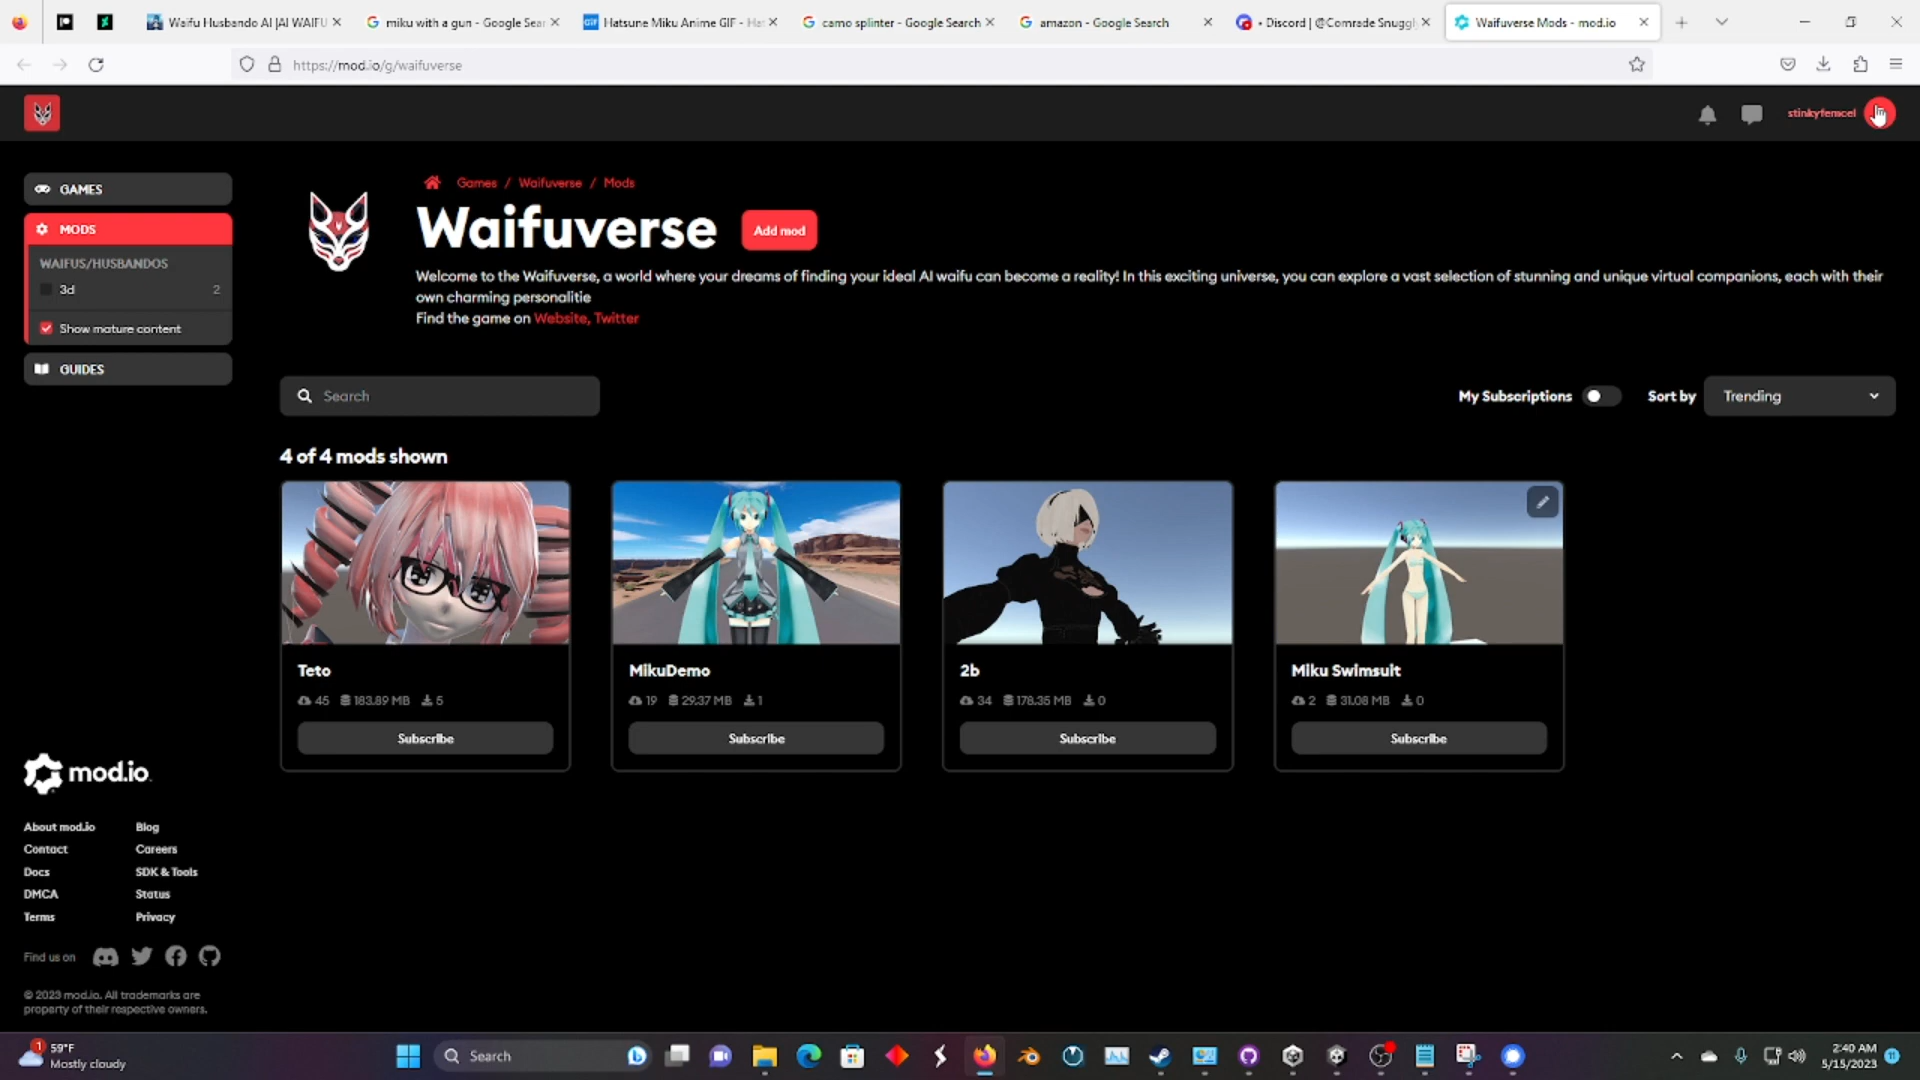 Waifu Husbando AI |AI WAIFU
miku with a gun - Google Sear
GIF
Hatsune Miku Anime GIF - Hat
camo splinter - Google Search
amazon - Google Search
• Discord | @Comrade Snuggl
Waifuverse Mods - mod.io
https://mod.io/g/waifuverse
stinkyfemcel
GAMES
MODS
WAIFUS/HUSBANDOS
3d 2
Show mature content
GUIDES
Games / Waifuverse / Mods
Waifuverse
Add mod
Welcome to the Waifuverse, a world where your dreams of finding your ideal AI waifu can become a reality! In this exciting universe, you can explore a vast selection of stunning and unique virtual companions, each with their
own charming personalitie
Find the game on Website, Twitter
Search
My Subscriptions
Sort by
Trending
4 of 4 mods shown
Teto
45 183.89 MB 5
Subscribe
MikuDemo
19 29.37 MB 1
Subscribe
2b
34 178.35 MB 0
Subscribe
Miku Swimsuit
2 31.08 MB 0
Subscribe
mod.io
About mod.io Blog
Contact Careers
Docs SDK & Tools
DMCA Status
Terms Privacy
Find us on
© 2023 mod.io. All trademarks are
property of their respective owners.
1
59°F
Mostly cloudy
Search
2:40 AM
5/15/2023